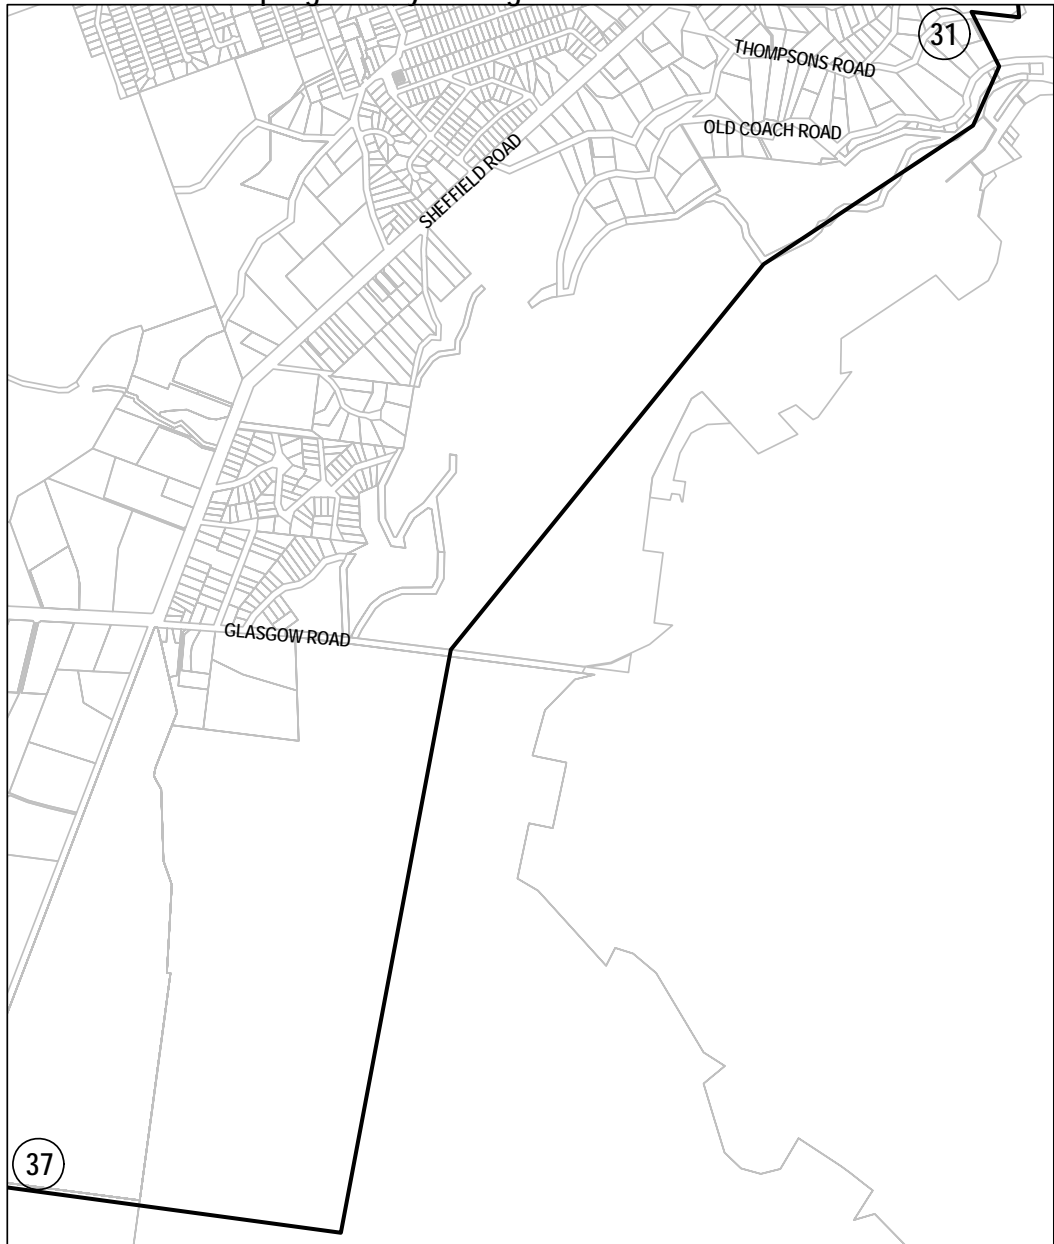 31
THOMPSONS ROAD
OLD COACH ROAD
SHEFFIELD ROAD
GLASGOW ROAD
37